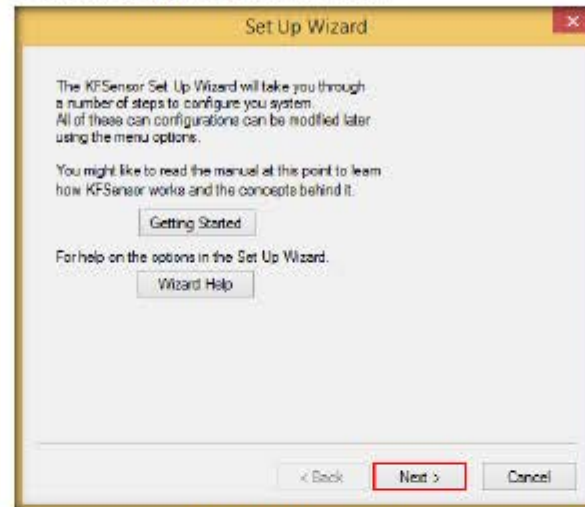 Set Up Wizard
The KFSensor Set Up Wizard will take you through
a number of steps to configure you system.
All of these can configurations can be modified later
using the menu options.
You might like to read the manual at this point to learn
how KFSensor works and the concepts behind it.
Getting Started
For help on the options in the Set Up Wizard.
Wizard Help
< Back Next > Cancel